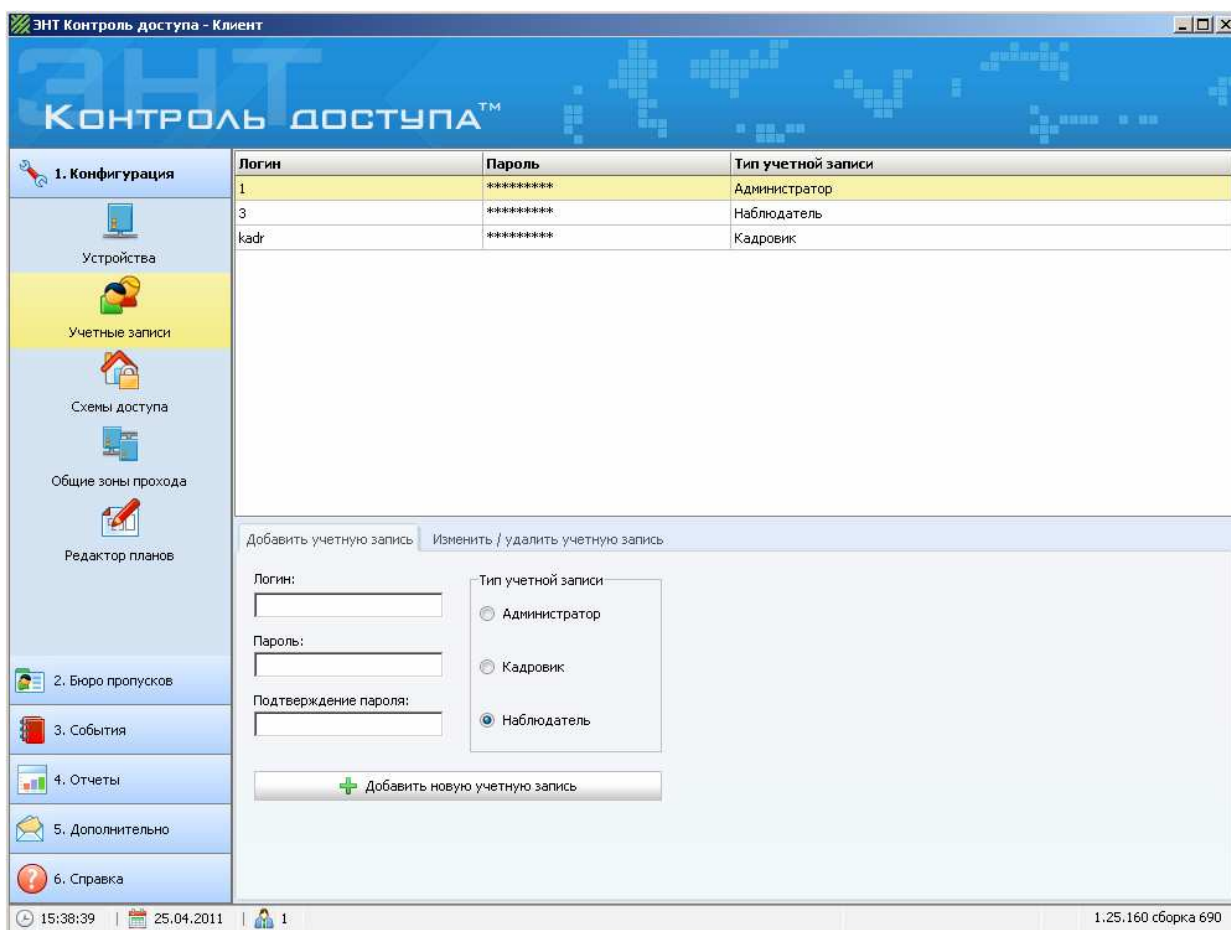 ЭНТ Контроль доступа - Клиент
ЭНТ
Контроль доступа™
1. Конфигурация
Устройства
Учетные записи
Схемы доступа
Общие зоны прохода
Редактор планов
2. Бюро пропусков
3. События
4. Отчеты
5. Дополнительно
6. Справка
Логин Пароль Тип учетной записи
1 ********* Администратор
3 ********* Наблюдатель
kadr ********* Кадровик
Добавить учетную запись Изменить / удалить учетную запись
Логин:
Пароль:
Подтверждение пароля:
Тип учетной записи
Администратор
Кадровик
Наблюдатель
Добавить новую учетную запись
15:38:39 | 25.04.2011 | 1 1.25.160 сборка 690